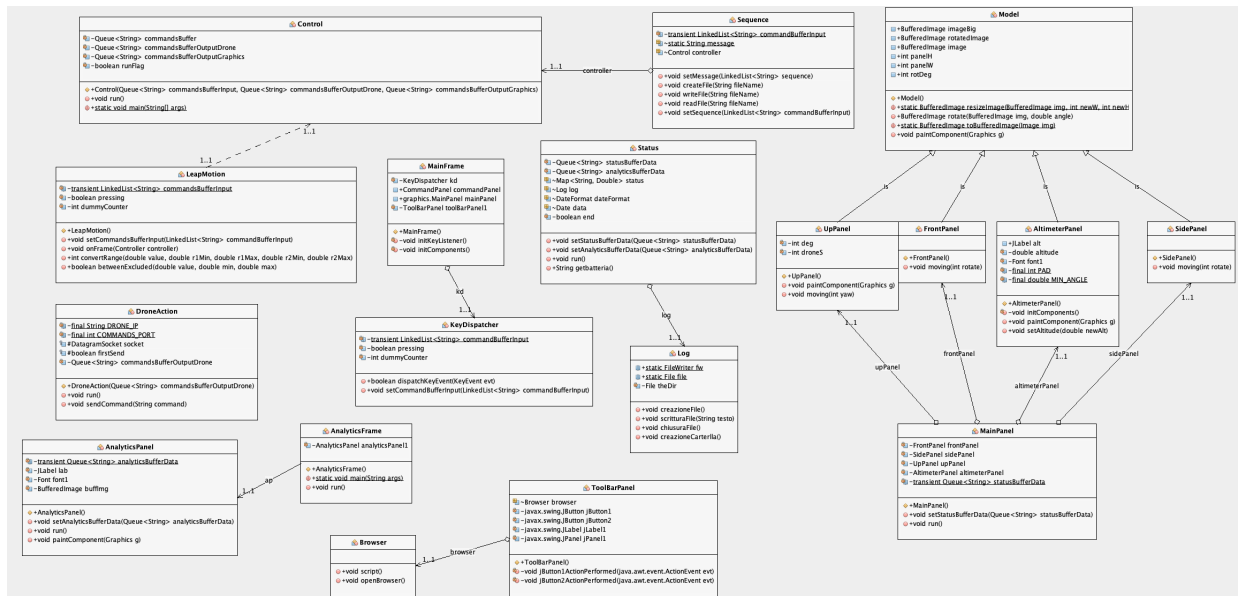 Control
-Queue<String> commandsBuffer
-Queue<String> commandsBufferOutputDrone
-Queue<String> commandsBufferOutputGraphics
-boolean runFlag
+Control(Queue<String> commandsBufferInput, Queue<String> commandsBufferOutputDrone, Queue<String> commandsBufferOutputGraphics)
+void run()
+static void main(String[] args)
1..1
controller
1..1
1..1
Sequence
-transient LinkedList<String> commandBufferInput
~static String message
~Control controller
+void setMessage(LinkedList<String> sequence)
+void createFile(String fileName)
+void writeFile(String fileName)
+void readFile(String fileName)
+void setSequence(LinkedList<String> commandBufferInput)
Model
+BufferedImage imageBig
+BufferedImage rotatedImage
+BufferedImage image
+int panelH
+int panelW
+int rotDeg
+Model()
+static BufferedImage resizeImage(BufferedImage img, int newW, int newH
+BufferedImage rotate(BufferedImage img, double angle)
+static BufferedImage toBufferedImage(Image img)
+void paintComponent(Graphics g)
LeapMotion
-transient LinkedList<String> commandsBufferInput
-boolean pressing
-int dummyCounter
+LeapMotion()
+void setCommandsBufferInput(LinkedList<String> commandBufferInput)
+void onFrame(Controller controller)
+int convertRange(double value, double r1Min, double r1Max, double r2Min, double r2Max)
+boolean betweenExcluded(double value, double min, double max)
MainFrame
-KeyDispatcher kd
+CommandPanel commandPanel
+graphics.MainPanel mainPanel
-ToolBarPanel toolBarPanel1
+MainFrame()
-void initKeyListener()
-void initComponents()
kd
1..1
Status
-Queue<String> statusBufferData
-Queue<String> analyticsBufferData
~Map<String, Double> status
~Log log
~DateFormat dateFormat
~Date data
-boolean end
+void setStatusBufferData(Queue<String> statusBufferData)
+void setAnalyticsBufferData(Queue<String> analyticsBufferData)
+void run()
+String getbatteria()
log
1..1
is
is
is
is
UpPanel
-int deg
-int droneS
+UpPanel()
+void paintComponent(Graphics g)
+void moving(int yaw)
1..1
FrontPanel
+FrontPanel()
+void moving(int rotate)
1..1
AltimeterPanel
+JLabel alt
-double altitude
-Font font1
-final int PAD
-final double MIN_ANGLE
+AltimeterPanel()
-void initComponents()
+void paintComponent(Graphics g)
+void setAltitude(double newAlt)
1..1
SidePanel
+SidePanel()
+void moving(int rotate)
1..1
DroneAction
-final String DRONE_IP
-final int COMMANDS_PORT
#DatagramSocket socket
#boolean firstSend
-Queue<String> commandsBufferOutputDrone
+DroneAction(Queue<String> commandsBufferOutputDrone)
+void run()
+void sendCommand(String command)
KeyDispatcher
-transient LinkedList<String> commandBufferInput
-boolean pressing
-int dummyCounter
+boolean dispatchKeyEvent(KeyEvent evt)
+void setCommandBufferInput(LinkedList<String> commandBufferInput)
Log
+static FileWriter fw
+static File file
-File theDir
+void creazioneFile()
+void scritturaFile(String testo)
+void chiusuraFile()
+void creazioneCarterlla()
upPanel
frontPanel
altimeterPanel
sidePanel
MainPanel
-FrontPanel frontPanel
-SidePanel sidePanel
-UpPanel upPanel
-AltimeterPanel altimeterPanel
-transient Queue<String> statusBufferData
+MainPanel()
+void setStatusBufferData(Queue<String> statusBufferData)
+void run()
AnalyticsPanel
-transient Queue<String> analyticsBufferData
-JLabel lab
-Font font1
-BufferedImage buffImg
+AnalyticsPanel()
+void setAnalyticsBufferData(Queue<String> analyticsBufferData)
+void run()
+void paintComponent(Graphics g)
ap
1..1
AnalyticsFrame
-AnalyticsPanel analyticsPanel1
+AnalyticsFrame()
+static void main(String args)
+void run()
Browser
+void script()
+void openBrowser()
browser
1..1
ToolBarPanel
~Browser browser
-javax.swing.JButton jButton1
-javax.swing.JButton jButton2
-javax.swing.JLabel jLabel1
-javax.swing.JPanel jPanel1
+ToolBarPanel()
-void jButton1ActionPerformed(java.awt.event.ActionEvent evt)
-void jButton2ActionPerformed(java.awt.event.ActionEvent evt)